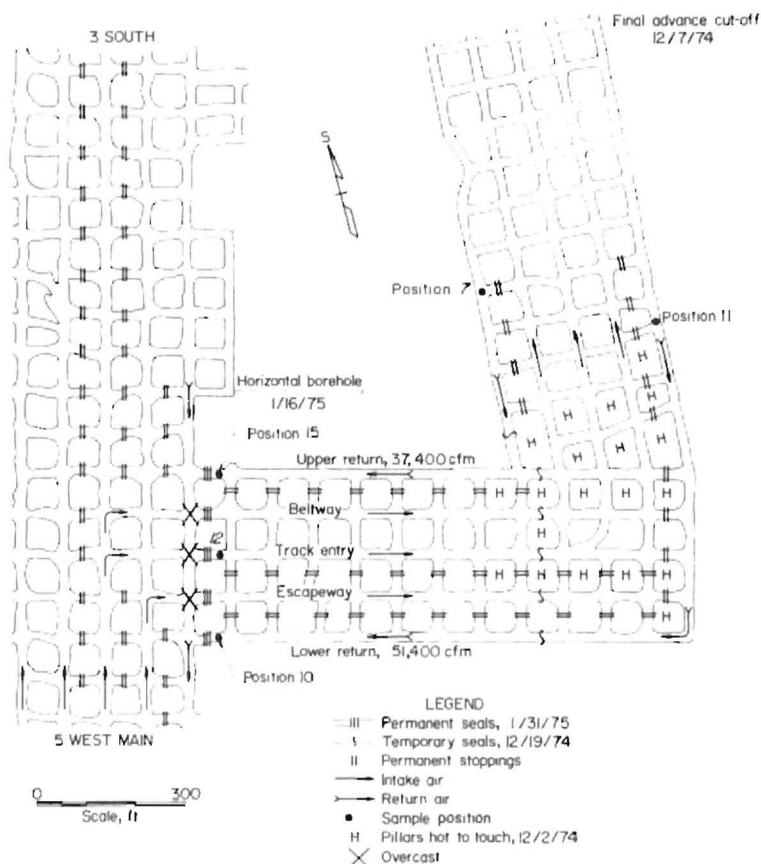 3 SOUTH
Final advance cut-off
12/7/74
S
Position 7
Position 11
Horizontal borehole
1/16/75
Position 15
Upper return, 37,400 cfm
Beltway
12
Track entry
Escapeway
Lower return, 51,400 cfm
Position 10
5 WEST MAIN
0 300
Scale, ft
LEGEND
Permanent seals, 1/31/75
Temporary seals, 12/19/74
Permanent stoppings
Intake air
Return air
Sample position
H Pillars hot to touch, 12/2/74
Overcast
H
H
H
H
H
H
H
H
H
H H H H H
H
H H H H H H
H